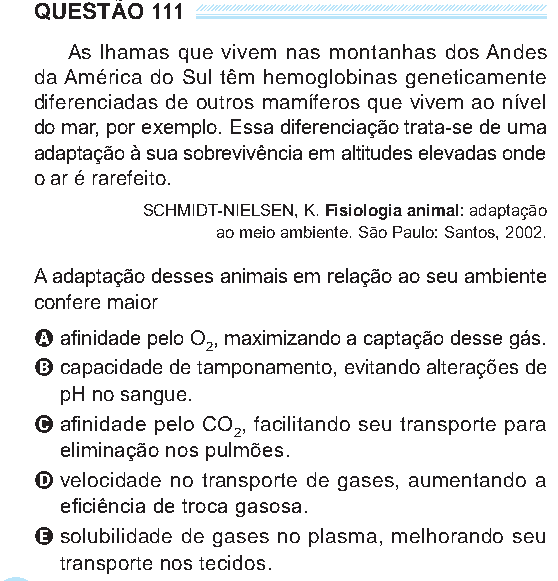 QUESTÃO 111
As lhamas que vivem nas montanhas dos Andes
da América do Sul têm hemoglobinas geneticamente
diferenciadas de outros mamíferos que vivem ao nível
do mar, por exemplo. Essa diferenciação trata-se de uma
adaptação à sua sobrevivência em altitudes elevadas onde
o ar é rarefeito.
SCHMIDT-NIELSEN, K. Fisiologia animal: adaptação
ao meio ambiente. São Paulo: Santos, 2002.
A adaptação desses animais em relação ao seu ambiente
confere maior
A afinidade pelo O₂, maximizando a captação desse gás.
B capacidade de tamponamento, evitando alterações de
pH no sangue.
C afinidade pelo CO₂, facilitando seu transporte para
eliminação nos pulmões.
D velocidade no transporte de gases, aumentando a
eficiência de troca gasosa.
E solubilidade de gases no plasma, melhorando seu
transporte nos tecidos.